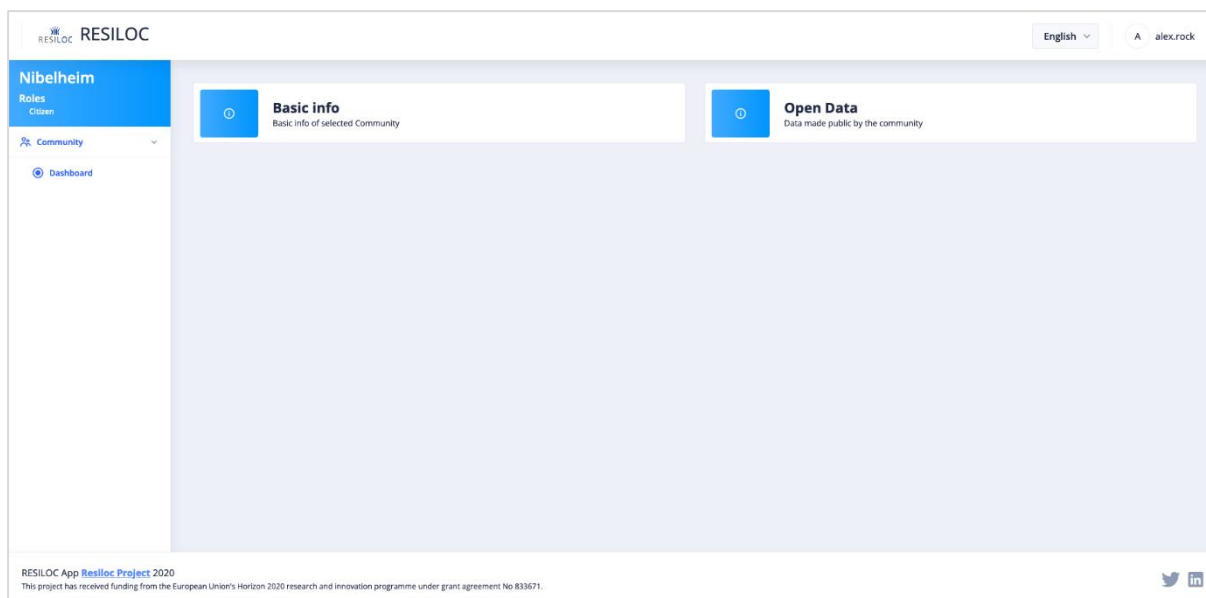 RESILOC RESILOC
English
A alex.rock
Nibelheim
Roles
Citizen
Community
Dashboard
Basic info
Basic info of selected Community
Open Data
Data made public by the community
RESILOC App Resiloc Project 2020
This project has received funding from the European Union's Horizon 2020 research and innovation programme under grant agreement No 833671.
in